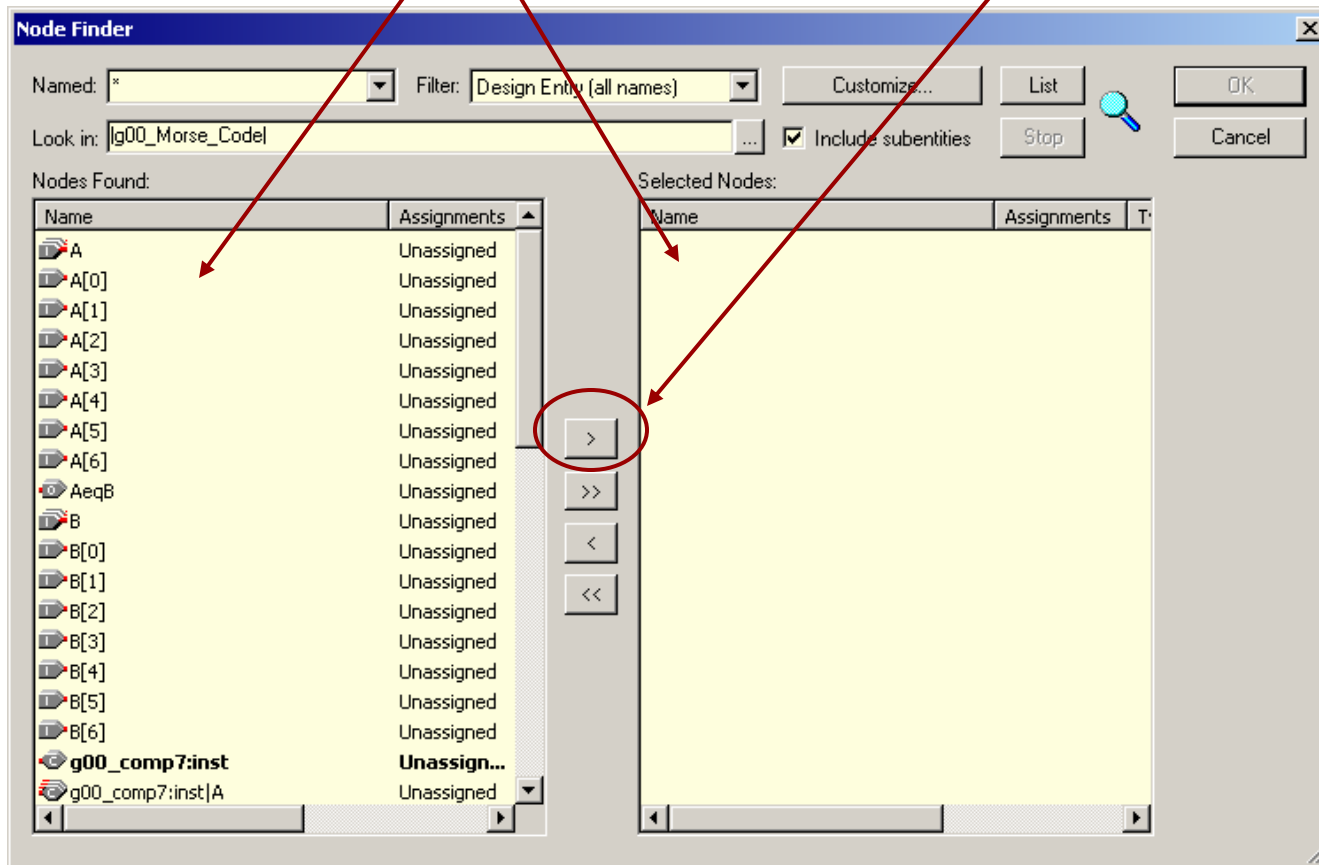 Node Finder
Named: * Filter: Design Entry (all names) Customize... List OK
Look in: |g00_Morse_Code| ... Include subentities Stop Cancel
Nodes Found: Selected Nodes:
Name Assignments Name Assignments T
A Unassigned
A[0] Unassigned
A[1] Unassigned
A[2] Unassigned
A[3] Unassigned
A[4] Unassigned
A[5] Unassigned
A[6] Unassigned
AeqB Unassigned
B Unassigned
B[0] Unassigned
B[1] Unassigned
B[2] Unassigned
B[3] Unassigned
B[4] Unassigned
B[5] Unassigned
B[6] Unassigned
g00_comp7:inst Unassign...
g00_comp7:inst|A Unassigned
>
>>
<
<<